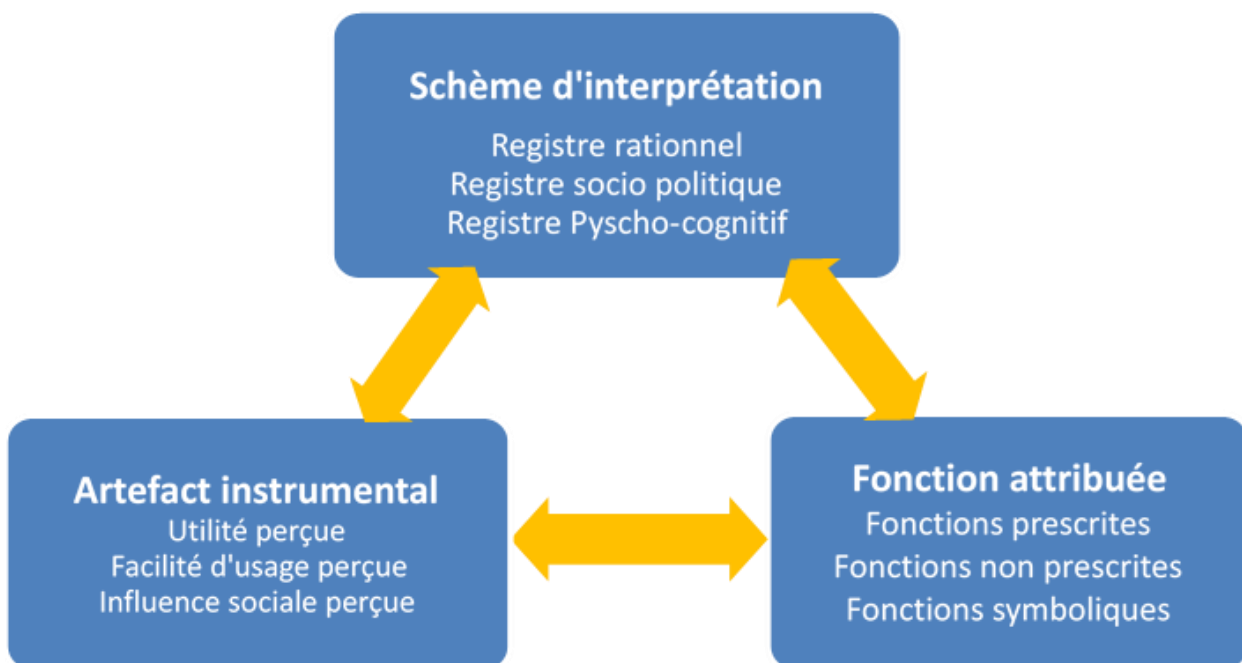 Schème d'interprétation
Registre rationnel
Registre socio politique
Registre Pyscho-cognitif
Artefact instrumental
Utilité perçue
Facilité d'usage perçue
Influence sociale perçue
Fonction attribuée
Fonctions prescrites
Fonctions non prescrites
Fonctions symboliques